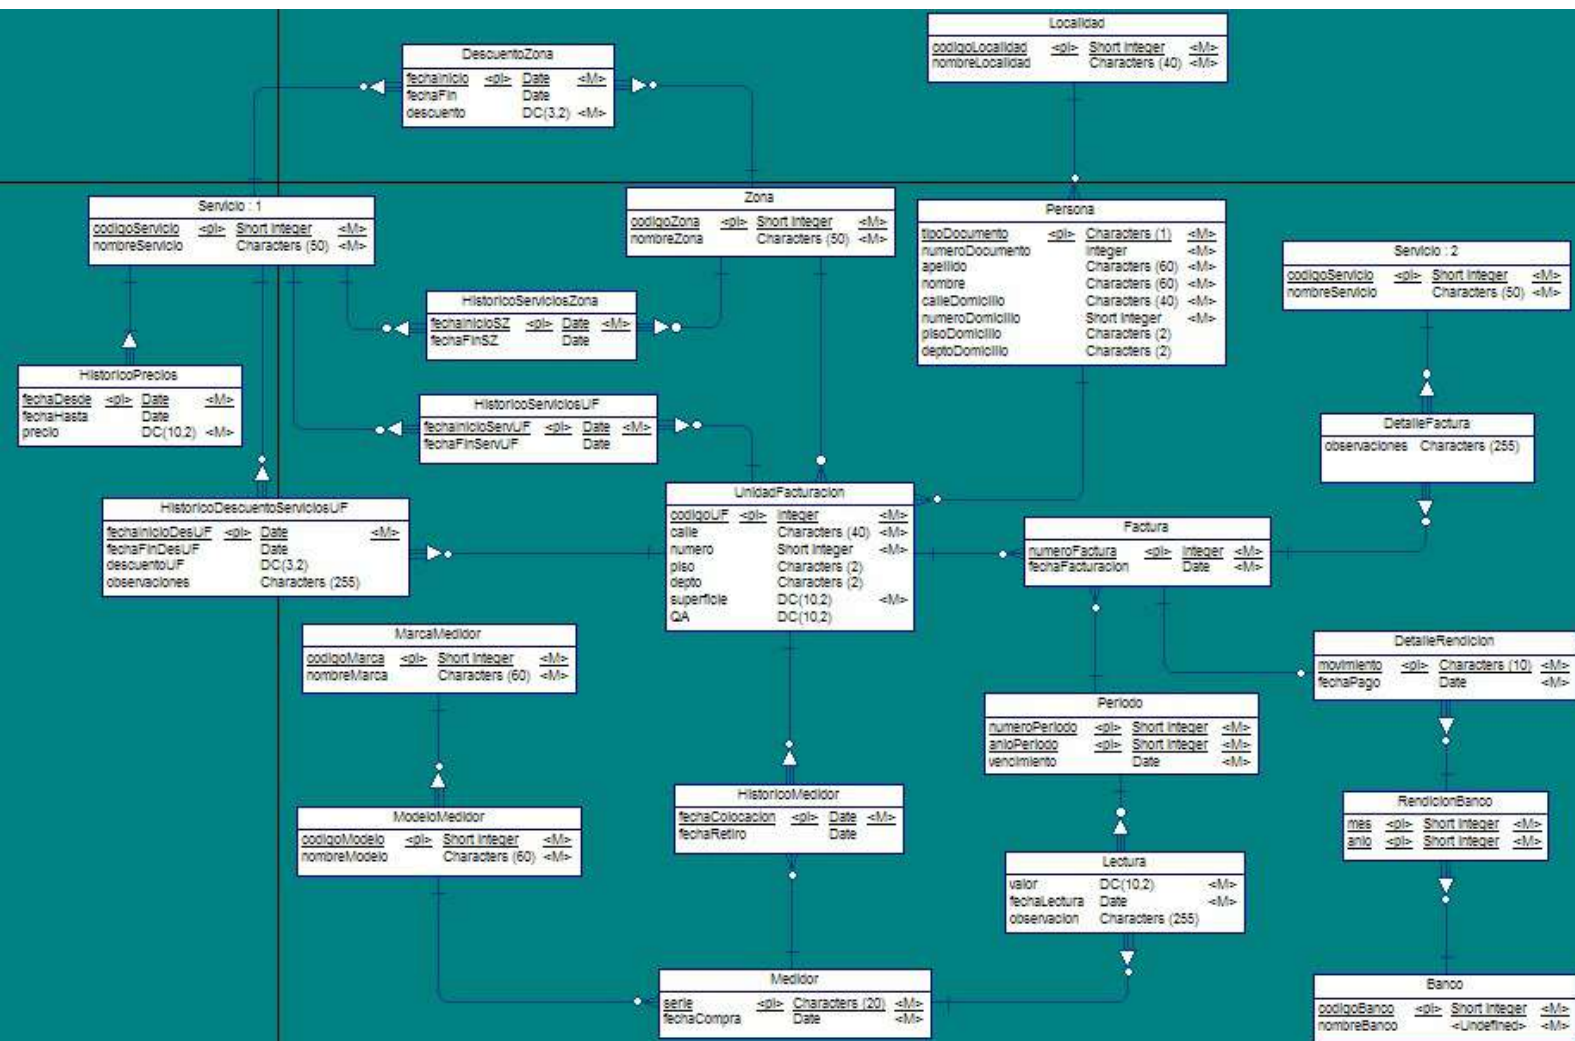 Localidad
codigoLocalidad <pi> Short Integer <M>
nombreLocalidad Characters (40) <M>
DescuentoZona
fechaInicio <pi> Date <M>
fechaFin Date
descuento DC(3,2) <M>
Servicio : 1
codigoServicio <pi> Short Integer <M>
nombreServicio Characters (50) <M>
Zona
codigoZona <pi> Short Integer <M>
nombreZona Characters (50) <M>
Persona
tipoDocumento <pi> Characters (1) <M>
numeroDocumento Integer <M>
apellido Characters (60) <M>
nombre Characters (60) <M>
calleDomicilio Characters (40) <M>
numeroDomicilio Short Integer <M>
pisoDomicilio Characters (2)
deptoDomicilio Characters (2)
Servicio : 2
codigoServicio <pi> Short Integer <M>
nombreServicio Characters (50) <M>
HistoricoServiciosZona
fechaInicioSZ <pi> Date <M>
fechaFinSZ Date
HistoricoPrecios
fechaDesde <pi> Date <M>
fechaHasta Date
precio DC(10,2) <M>
HistoricoServiciosUF
fechaInicioServUF <pi> Date <M>
fechaFinServUF Date
DetalleFactura
observaciones Characters (255)
HistoricoDescuentoServiciosUF
fechaInicioDesUF <pi> Date <M>
fechaFinDesUF Date
descuentoUF DC(3,2)
observaciones Characters (255)
UnidadFacturacion
codigoUF <pi> Integer <M>
calle Characters (40) <M>
numero Short Integer <M>
piso Characters (2)
depto Characters (2)
superficie DC(10,2) <M>
QA DC(10,2)
Factura
numeroFactura <pi> Integer <M>
fechaFacturacion Date <M>
MarcaMedidor
codigoMarca <pi> Short Integer <M>
nombreMarca Characters (60) <M>
DetalleRendicion
movimiento <pi> Characters (10) <M>
fechaPago Date <M>
Periodo
numeroPeriodo <pi> Short Integer <M>
anioPeriodo <pi> Short Integer <M>
vencimiento Date <M>
HistoricoMedidor
fechaColocacion <pi> Date <M>
fechaRetiro Date
RendicionBanco
mes <pi> Short Integer <M>
anio <pi> Short Integer <M>
ModeloMedidor
codigoModelo <pi> Short Integer <M>
nombreModelo Characters (60) <M>
Lectura
valor DC(10,2) <M>
fechaLectura Date <M>
observacion Characters (255)
Medidor
serie <pi> Characters (20) <M>
fechaCompra Date <M>
Banco
codigoBanco <pi> Short Integer <M>
nombreBanco <Undefined> <M>